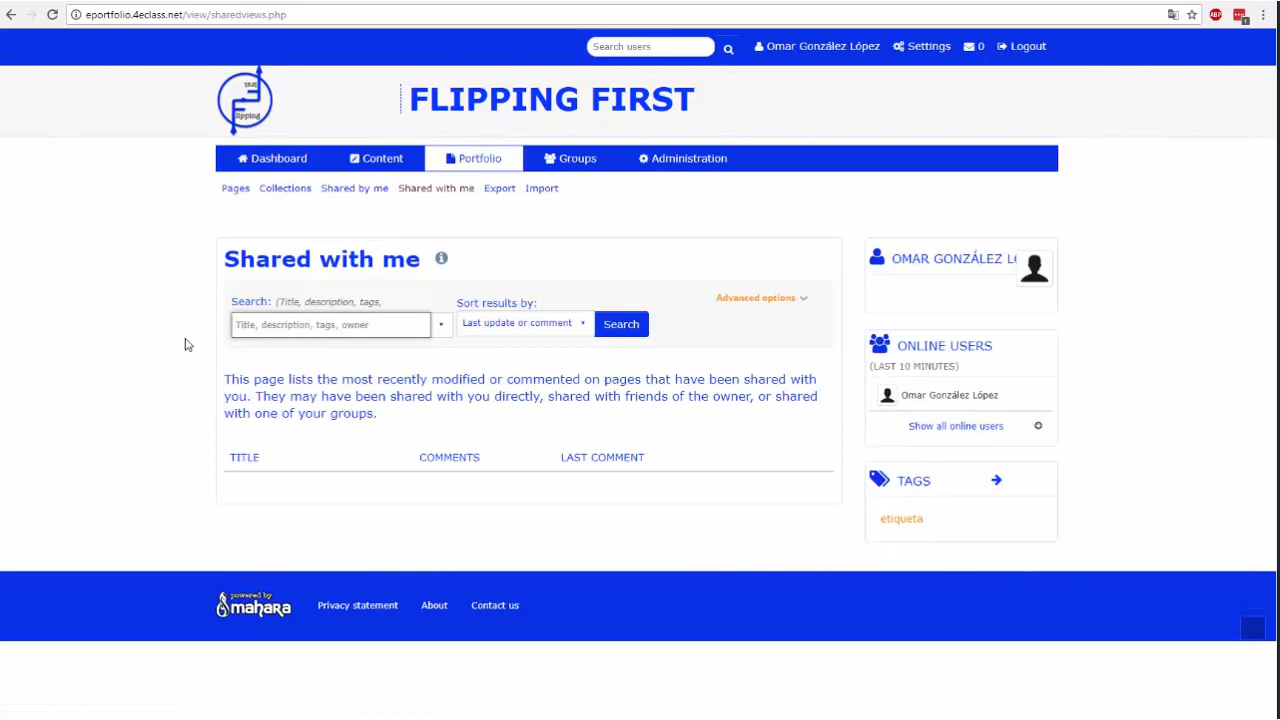 eportfolio.4eclass.net/view/sharedviews.php
ABP
1
Search users
Omar González López
Settings
0
Logout
first
flipping
FLIPPING FIRST
Dashboard
Content
Portfolio
Groups
Administration
Pages
Collections
Shared by me
Shared with me
Export
Import
Shared with me
Search: (Title, description, tags,
Title, description, tags, owner
Sort results by:
Last update or comment
Search
Advanced options
This page lists the most recently modified or commented on pages that have been shared with
you. They may have been shared with you directly, shared with friends of the owner, or shared
with one of your groups.
TITLE
COMMENTS
LAST COMMENT
OMAR GONZÁLEZ L
ONLINE USERS
(LAST 10 MINUTES)
Omar González López
Show all online users
TAGS
etiqueta
powered by
mahara
Privacy statement
About
Contact us